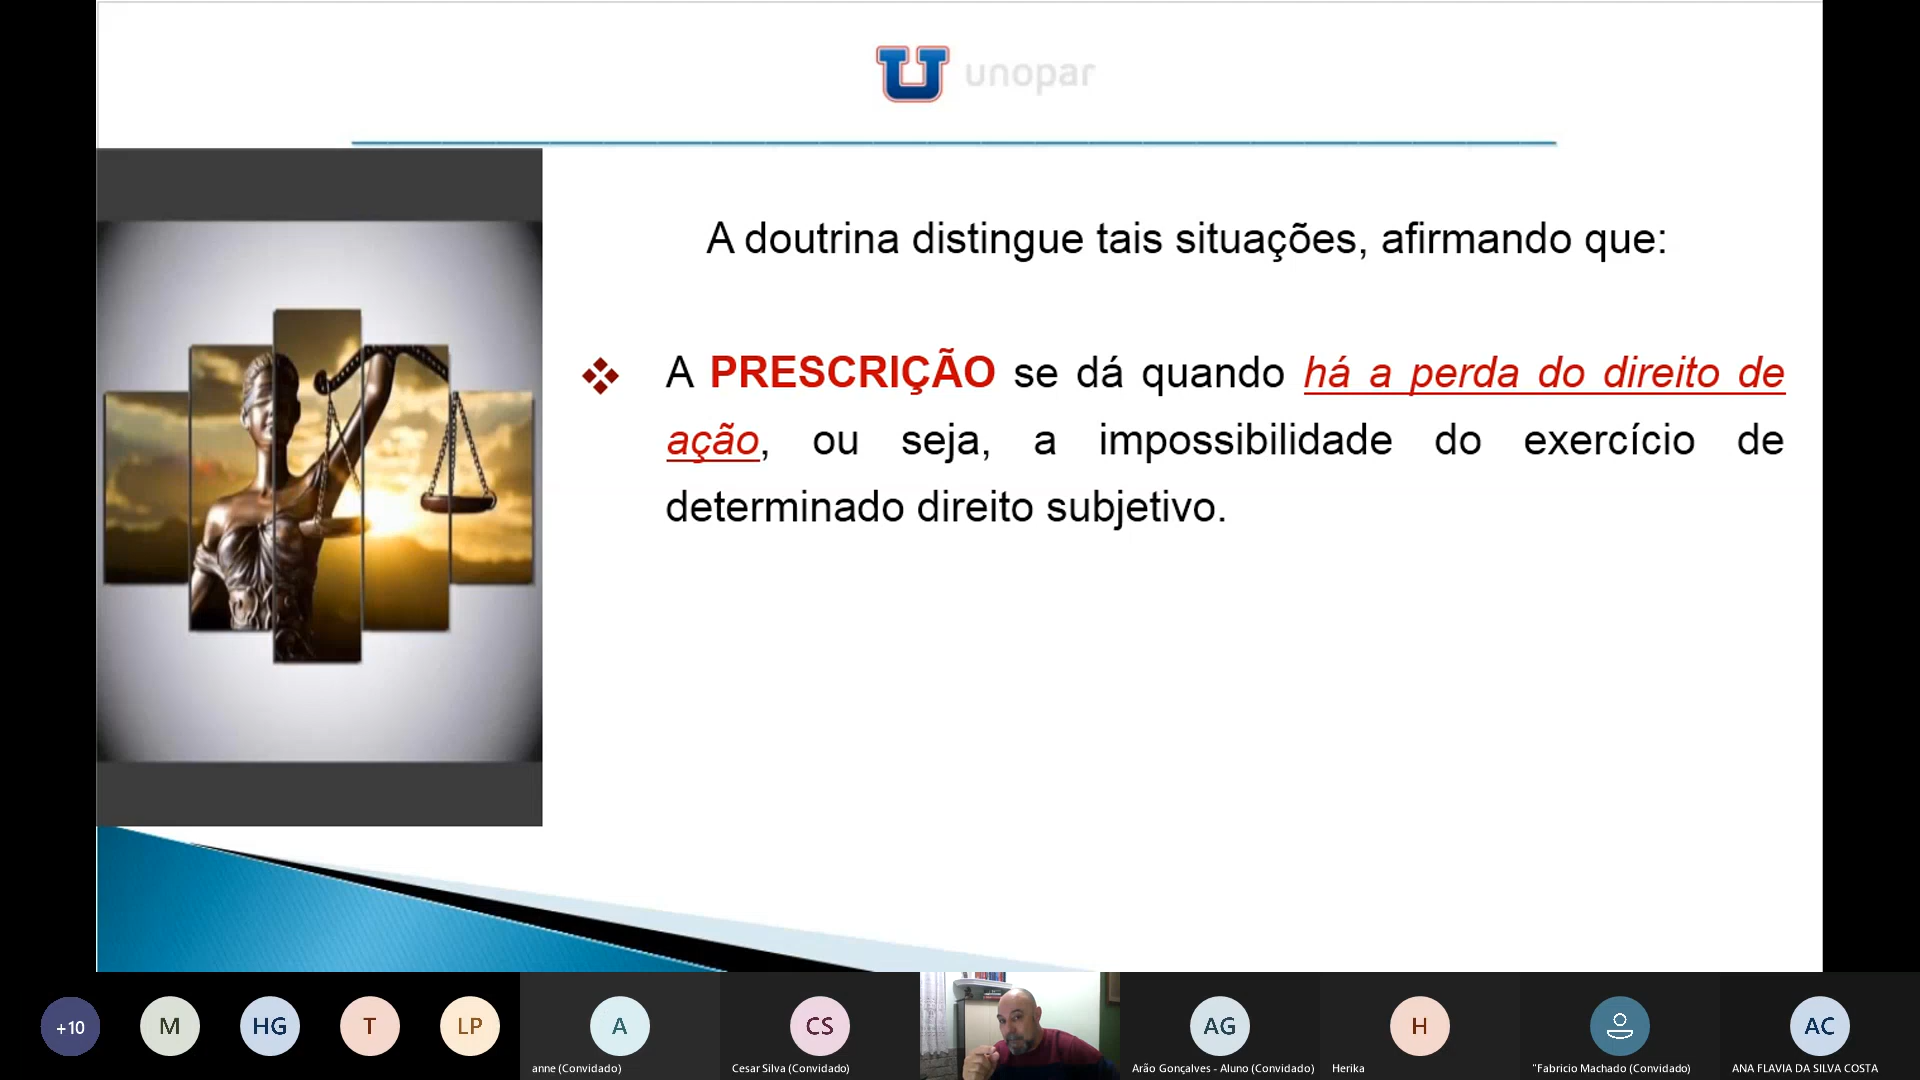 unopar
A doutrina distingue tais situações, afirmando que:
A PRESCRIÇÃO se dá quando há a perda do direito de
ação, ou seja, a impossibilidade do exercício de
determinado direito subjetivo.
+10
M
HG
T
LP
A
CS
AG
H
AC
anne (Convidado)
Cesar Silva (Convidado)
Arão Gonçalves - Aluno (Convidado)
Herika
"Fabricio Machado (Convidado)
ANA FLAVIA DA SILVA COSTA